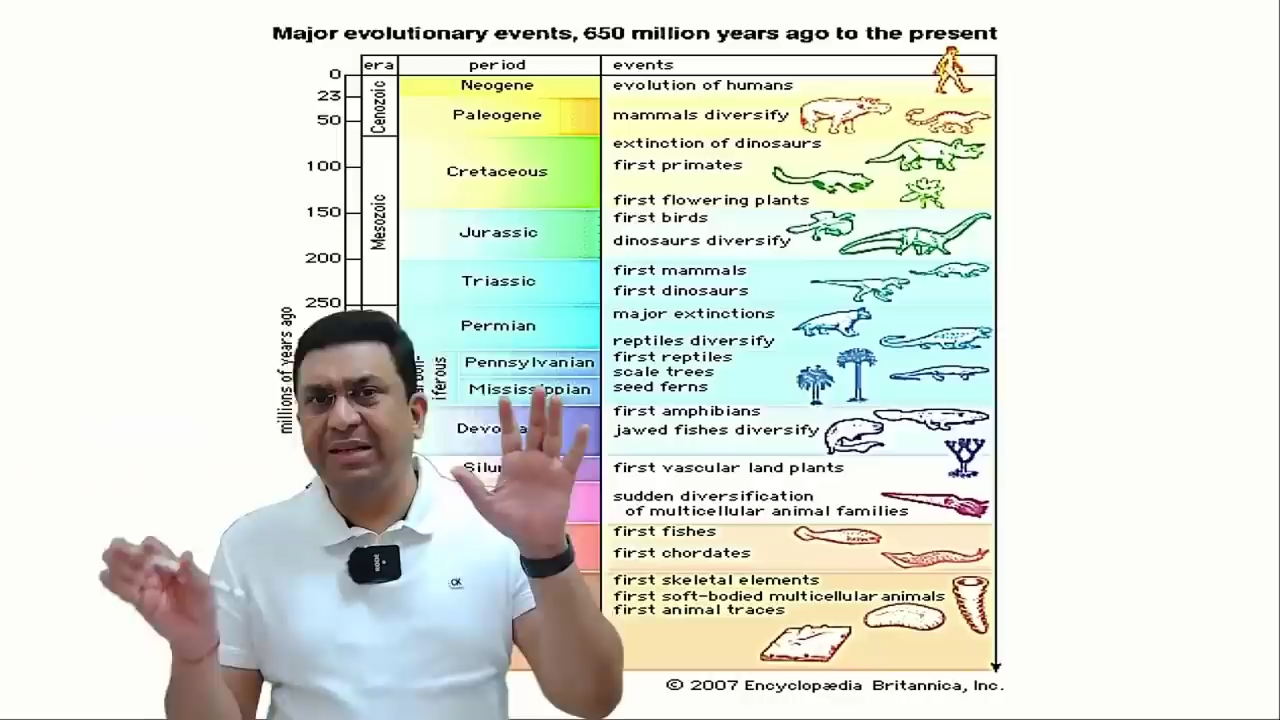 Major evolutionary events, 650 million years ago to the present
era period events
0
23
50
100
150
200
250
millions of years ago
Cenozoic
Mesozoic
Neogene evolution of humans
Paleogene mammals diversify
extinction of dinosaurs
Cretaceous first primates
first flowering plants
first birds
Jurassic dinosaurs diversify
first mammals
Triassic first dinosaurs
major extinctions
Permian reptiles diversify
iferous
Pennsylvanian first reptiles
scale trees
Mississippian seed ferns
first amphibians
jawed fishes diversify
first vascular land plants
sudden diversification
of multicellular animal families
first fishes
first chordates
first skeletal elements
first soft-bodied multicellular animals
first animal traces
© 2007 Encyclopædia Britannica, Inc.
RODE
CK